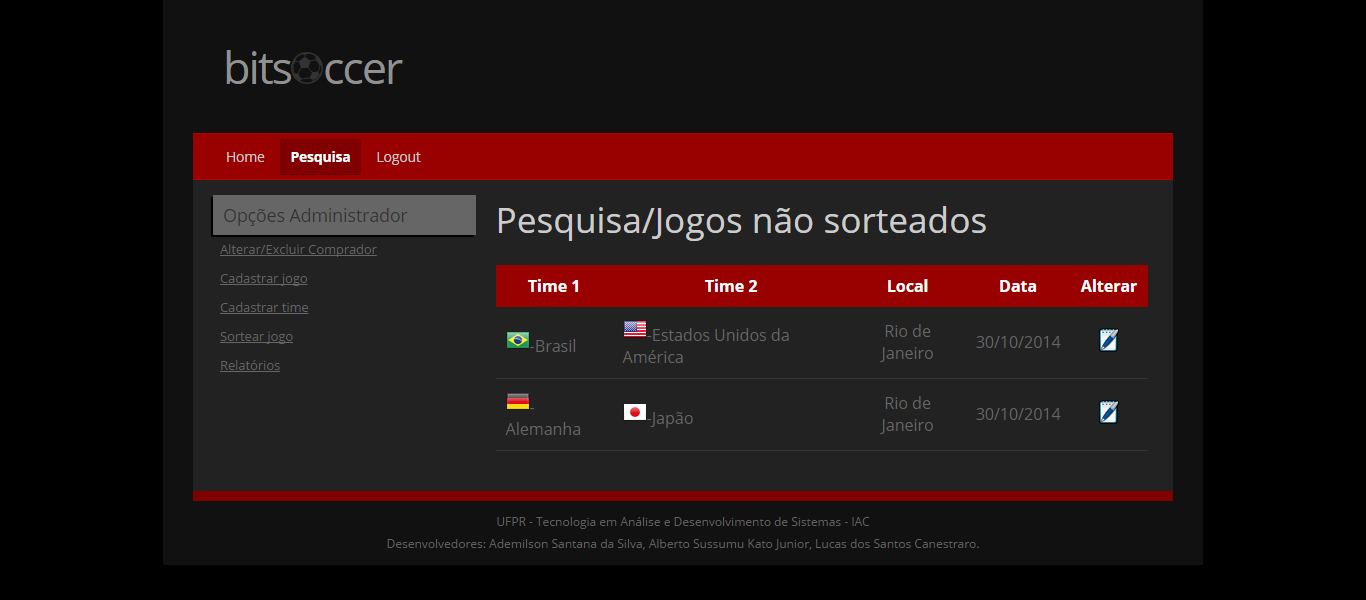 bitsoccer
Home Pesquisa Logout
Opções Administrador
Alterar/Excluir Comprador
Cadastrar jogo
Cadastrar time
Sortear jogo
Relatórios
Pesquisa/Jogos não sorteados
Time 1 Time 2 Local Data Alterar
-Brasil -Estados Unidos da América Rio de Janeiro 30/10/2014
-Alemanha -Japão Rio de Janeiro 30/10/2014
UFPR - Tecnologia em Análise e Desenvolvimento de Sistemas - IAC
Desenvolvedores: Ademilson Santana da Silva, Alberto Sussumu Kato Junior, Lucas dos Santos Canestraro.